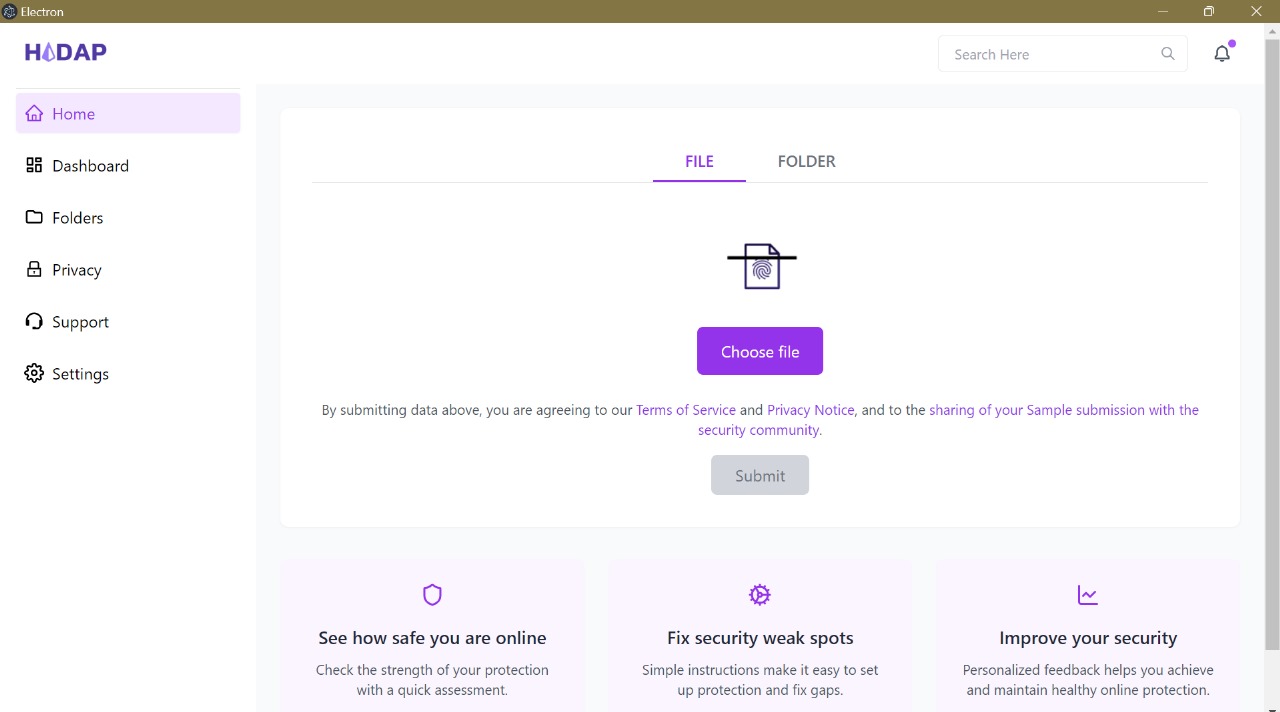 Electron
HADAP
Search Here
Home
Dashboard
Folders
Privacy
Support
Settings
FILE
FOLDER
Choose file
By submitting data above, you are agreeing to our Terms of Service and Privacy Notice, and to the sharing of your Sample submission with the
security community.
Submit
See how safe you are online
Check the strength of your protection
with a quick assessment.
Fix security weak spots
Simple instructions make it easy to set
up protection and fix gaps.
Improve your security
Personalized feedback helps you achieve
and maintain healthy online protection.